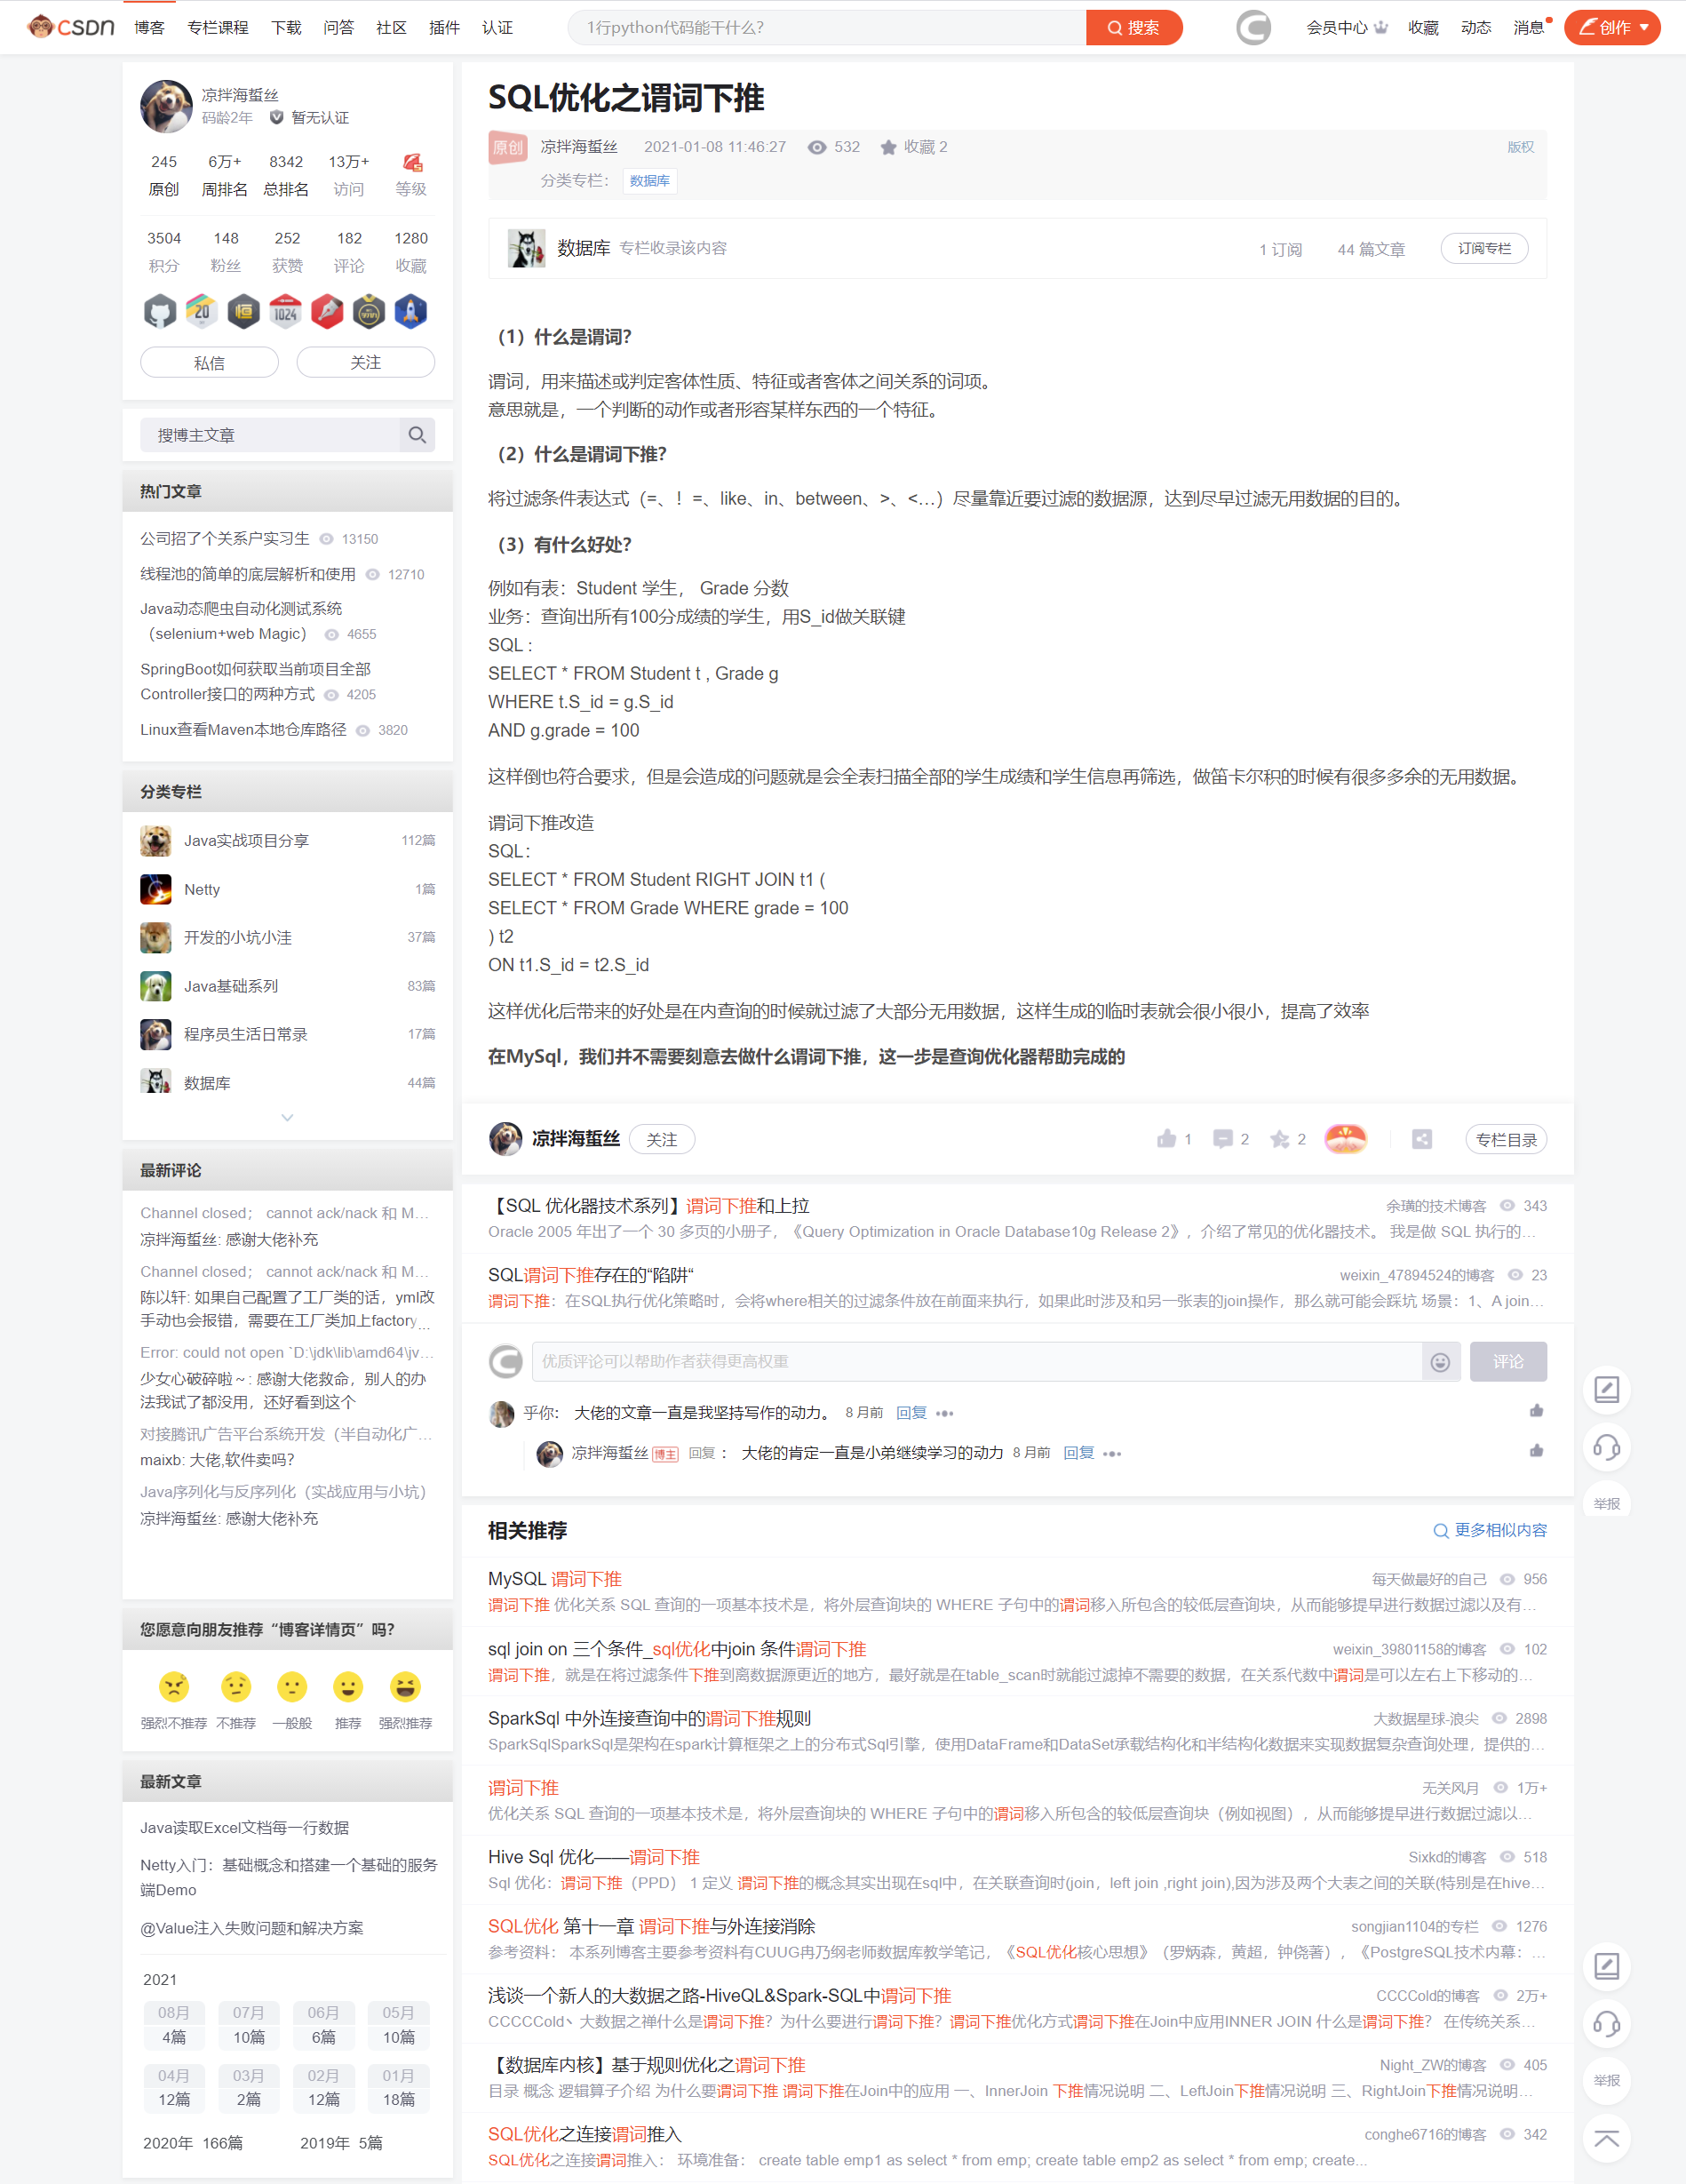 CSDN 博客 专栏课程 下载 问答 社区 插件 认证 1行python代码能干什么? 搜索 会员中心 收藏 动态 消息 创作
凉拌海蜇丝
码龄2年 暂无认证
245 6万+ 8342 13万+
原创 周排名 总排名 访问 等级
3504 148 252 182 1280
积分 粉丝 获赞 评论 收藏
20 1024
私信 关注
搜博主文章
热门文章
公司招了个关系户实习生 13150
线程池的简单的底层解析和使用 12710
Java动态爬虫自动化测试系统
（selenium+web Magic） 4655
SpringBoot如何获取当前项目全部
Controller接口的两种方式 4205
Linux查看Maven本地仓库路径 3820
分类专栏
Java实战项目分享 112篇
Netty 1篇
开发的小坑小洼 37篇
Java基础系列 83篇
程序员生活日常录 17篇
数据库 44篇
最新评论
Channel closed； cannot ack/nack 和 M...
凉拌海蜇丝: 感谢大佬补充
Channel closed； cannot ack/nack 和 M...
陈以轩: 如果自己配置了工厂类的话，yml改
手动也会报错，需要在工厂类加上factory...
Error: could not open `D:\jdk\lib\amd64\jv...
少女心破碎啦～: 感谢大佬救命，别人的办
法我试了都没用，还好看到这个
对接腾讯广告平台系统开发（半自动化广...
maixb: 大佬,软件卖吗?
Java序列化与反序列化（实战应用与小坑）
凉拌海蜇丝: 感谢大佬补充
您愿意向朋友推荐“博客详情页”吗？
强烈不推荐 不推荐 一般般 推荐 强烈推荐
最新文章
Java读取Excel文档每一行数据
Netty入门：基础概念和搭建一个基础的服务
端Demo
@Value注入失败问题和解决方案
2021
08月 07月 06月 05月
4篇 10篇 6篇 10篇
04月 03月 02月 01月
12篇 2篇 12篇 18篇
2020年 166篇 2019年 5篇
SQL优化之谓词下推
原创 凉拌海蜇丝 2021-01-08 11:46:27 532 收藏 2 版权
分类专栏： 数据库
数据库 专栏收录该内容 1 订阅 44 篇文章 订阅专栏
（1）什么是谓词？
谓词，用来描述或判定客体性质、特征或者客体之间关系的词项。
意思就是，一个判断的动作或者形容某样东西的一个特征。
（2）什么是谓词下推？
将过滤条件表达式（=、！=、like、in、between、>、<...）尽量靠近要过滤的数据源，达到尽早过滤无用数据的目的。
（3）有什么好处？
例如有表：Student 学生， Grade 分数
业务：查询出所有100分成绩的学生，用S_id做关联键
SQL :
SELECT * FROM Student t , Grade g
WHERE t.S_id = g.S_id
AND g.grade = 100
这样倒也符合要求，但是会造成的问题就是会全表扫描全部的学生成绩和学生信息再筛选，做笛卡尔积的时候有很多多余的无用数据。
谓词下推改造
SQL：
SELECT * FROM Student RIGHT JOIN t1 (
SELECT * FROM Grade WHERE grade = 100
) t2
ON t1.S_id = t2.S_id
这样优化后带来的好处是在内查询的时候就过滤了大部分无用数据，这样生成的临时表就会很小很小，提高了效率
在MySql，我们并不需要刻意去做什么谓词下推，这一步是查询优化器帮助完成的
凉拌海蜇丝 关注 1 2 2 专栏目录
【SQL 优化器技术系列】谓词下推和上拉 余璜的技术博客 343
Oracle 2005 年出了一个 30 多页的小册子，《Query Optimization in Oracle Database10g Release 2》，介绍了常见的优化器技术。 我是做 SQL 执行的...
SQL谓词下推存在的“陷阱“ weixin_47894524的博客 23
谓词下推：在SQL执行优化策略时，会将where相关的过滤条件放在前面来执行，如果此时涉及和另一张表的join操作，那么就可能会踩坑 场景：1、A join...
优质评论可以帮助作者获得更高权重 评论
乎你： 大佬的文章一直是我坚持写作的动力。 8 月前 回复
凉拌海蜇丝 博主 回复： 大佬的肯定一直是小弟继续学习的动力 8 月前 回复
相关推荐 更多相似内容
MySQL 谓词下推 每天做最好的自己 956
谓词下推 优化关系 SQL 查询的一项基本技术是，将外层查询块的 WHERE 子句中的谓词移入所包含的较低层查询块，从而能够提早进行数据过滤以及有...
sql join on 三个条件_sql优化中join 条件谓词下推 weixin_39801158的博客 102
谓词下推，就是在将过滤条件下推到离数据源更近的地方，最好就是在table_scan时就能过滤掉不需要的数据，在关系代数中谓词是可以左右上下移动的...
SparkSql 中外连接查询中的谓词下推规则 大数据星球-浪尖 2898
SparkSqlSparkSql是架构在spark计算框架之上的分布式Sql引擎，使用DataFrame和DataSet承载结构化和半结构化数据来实现数据复杂查询处理，提供的...
谓词下推 无关风月 1万+
优化关系 SQL 查询的一项基本技术是，将外层查询块的 WHERE 子句中的谓词移入所包含的较低层查询块（例如视图），从而能够提早进行数据过滤以...
Hive Sql 优化——谓词下推 Sixkd的博客 518
Sql 优化：谓词下推（PPD） 1 定义 谓词下推的概念其实出现在sql中，在关联查询时(join，left join ,right join),因为涉及两个大表之间的关联(特别是在hive...
SQL优化 第十一章 谓词下推与外连接消除 songjian1104的专栏 1276
参考资料： 本系列博客主要参考资料有CUUG冉乃纲老师数据库教学笔记，《SQL优化核心思想》（罗炳森，黄超，钟侥著），《PostgreSQL技术内幕：...
浅谈一个新人的大数据之路-HiveQL&Spark-SQL中谓词下推 CCCCold的博客 2万+
CCCCCold丶大数据之禅什么是谓词下推？为什么要进行谓词下推？谓词下推优化方式谓词下推在Join中应用INNER JOIN 什么是谓词下推？ 在传统关系...
【数据库内核】基于规则优化之谓词下推 Night_ZW的博客 405
目录 概念 逻辑算子介绍 为什么要谓词下推 谓词下推在Join中的应用 一、InnerJoin 下推情况说明 二、LeftJoin下推情况说明 三、RightJoin下推情况说明...
SQL优化之连接谓词推入 conghe6716的博客 342
SQL优化之连接谓词推入： 环境准备： create table emp1 as select * from emp; create table emp2 as select * from emp; create...
举报
举报